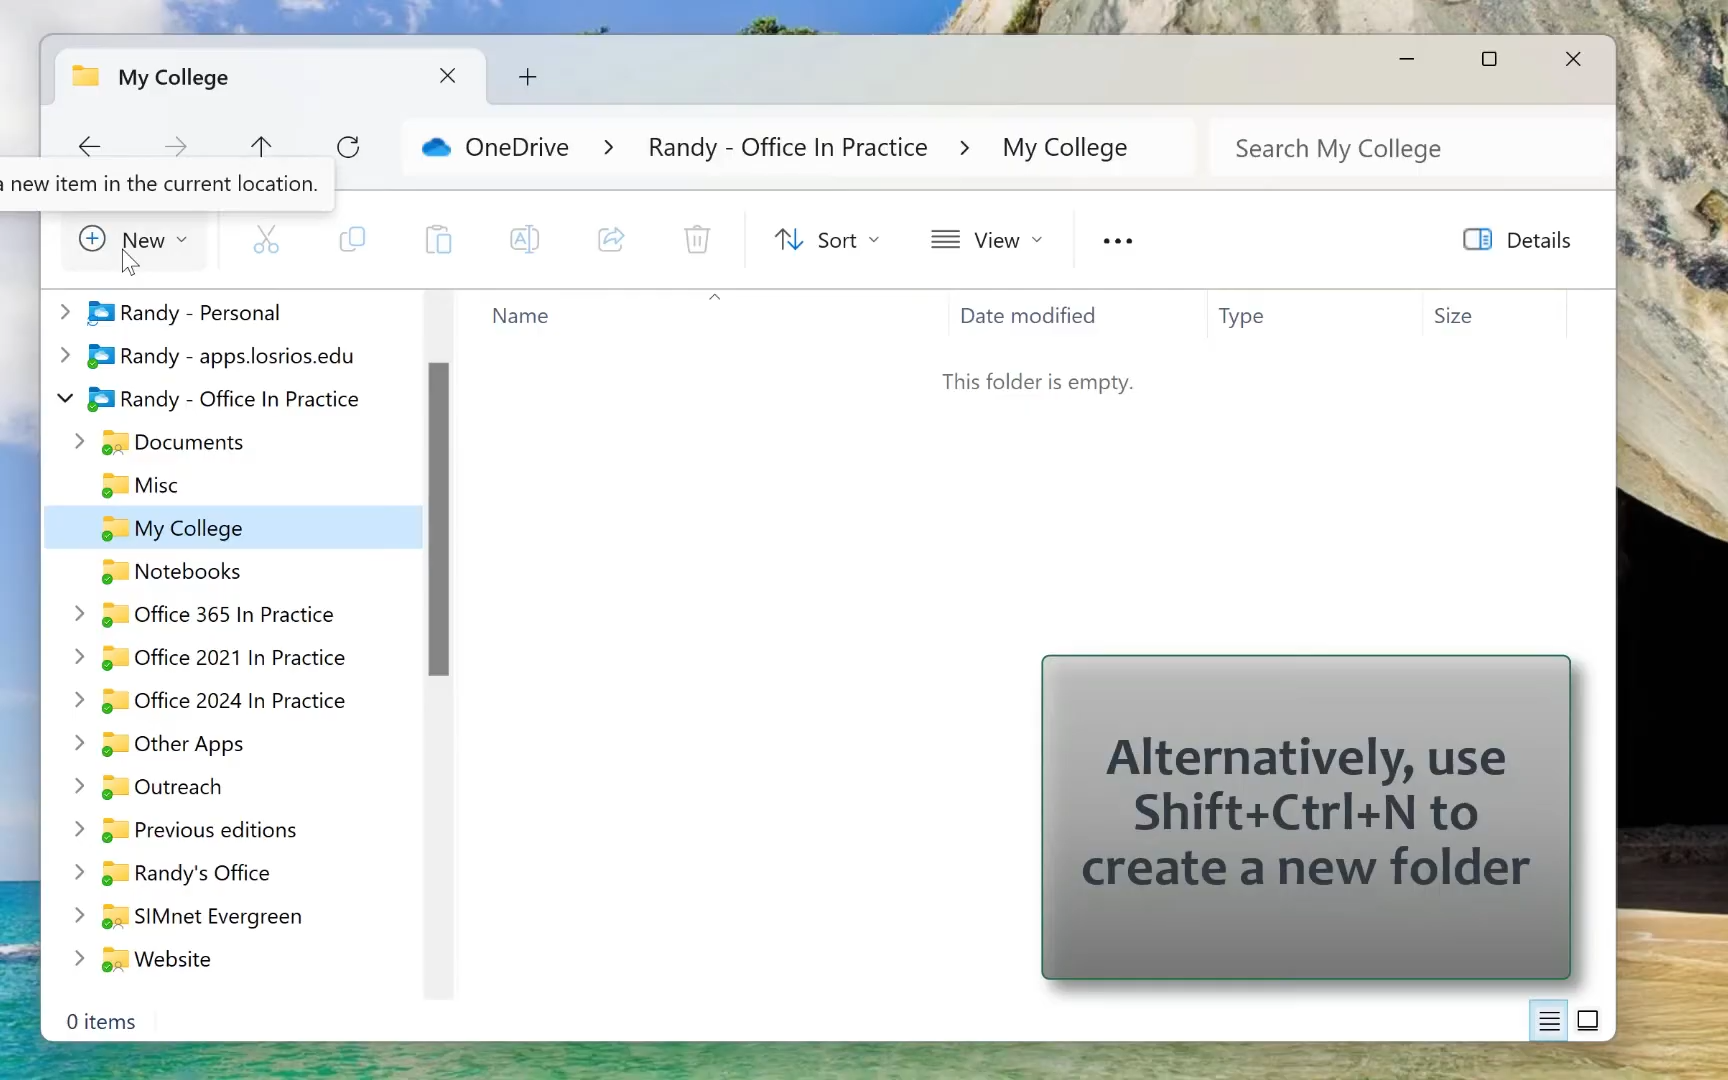 My College
OneDrive > Randy - Office In Practice > My College
Search My College
a new item in the current location.
New
Sort
View
Details
Randy - Personal
Randy - apps.losrios.edu
Randy - Office In Practice
Documents
Misc
My College
Notebooks
Office 365 In Practice
Office 2021 In Practice
Office 2024 In Practice
Other Apps
Outreach
Previous editions
Randy's Office
SIMnet Evergreen
Website
Name
Date modified
Type
Size
This folder is empty.
Alternatively, use
Shift+Ctrl+N to
create a new folder
0 items